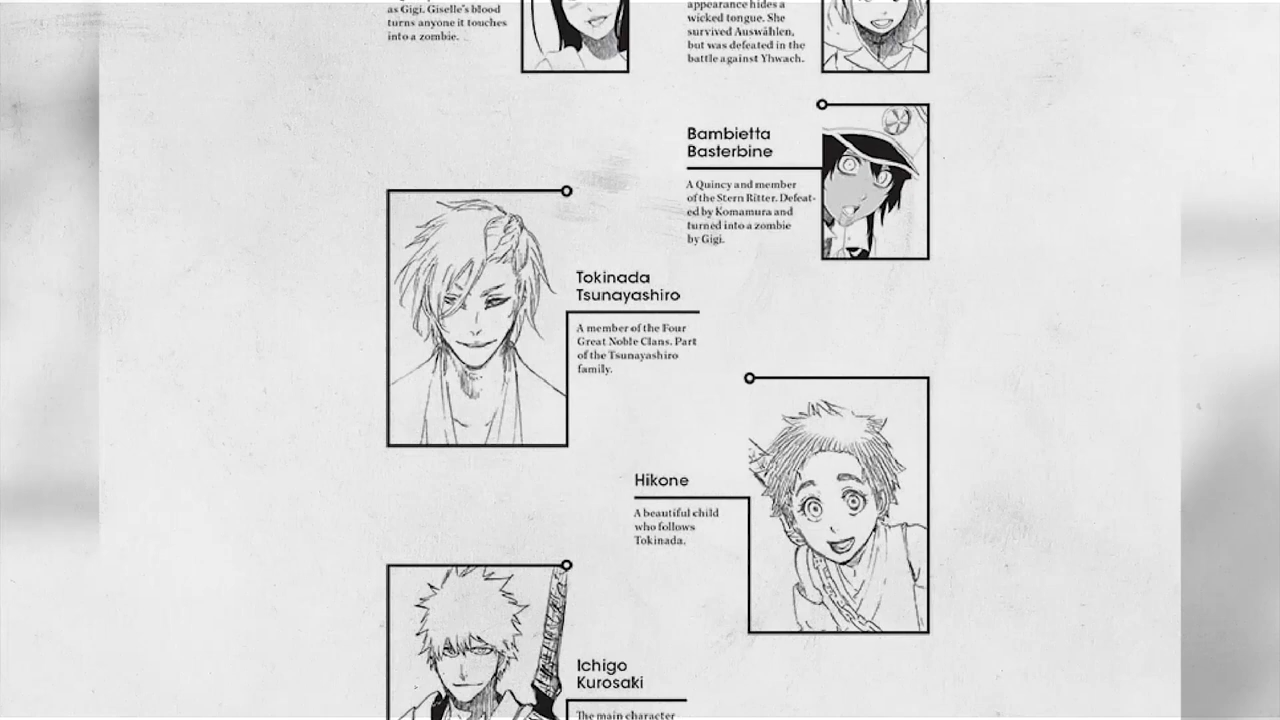 as Gigi. Giselle's blood
turns anyone it touches
into a zombie.
appearance hides a
wicked tongue. She
survived Auswählen,
but was defeated in the
battle against Yhwach.
Bambietta
Basterbine
A Quincy and member
of the Stern Ritter. Defeat-
ed by Komamura and
turned into a zombie
by Gigi.
Tokinada
Tsunayashiro
A member of the Four
Great Noble Clans. Part
of the Tsunayashiro
family.
Hikone
A beautiful child
who follows
Tokinada.
Ichigo
Kurosaki
The main character